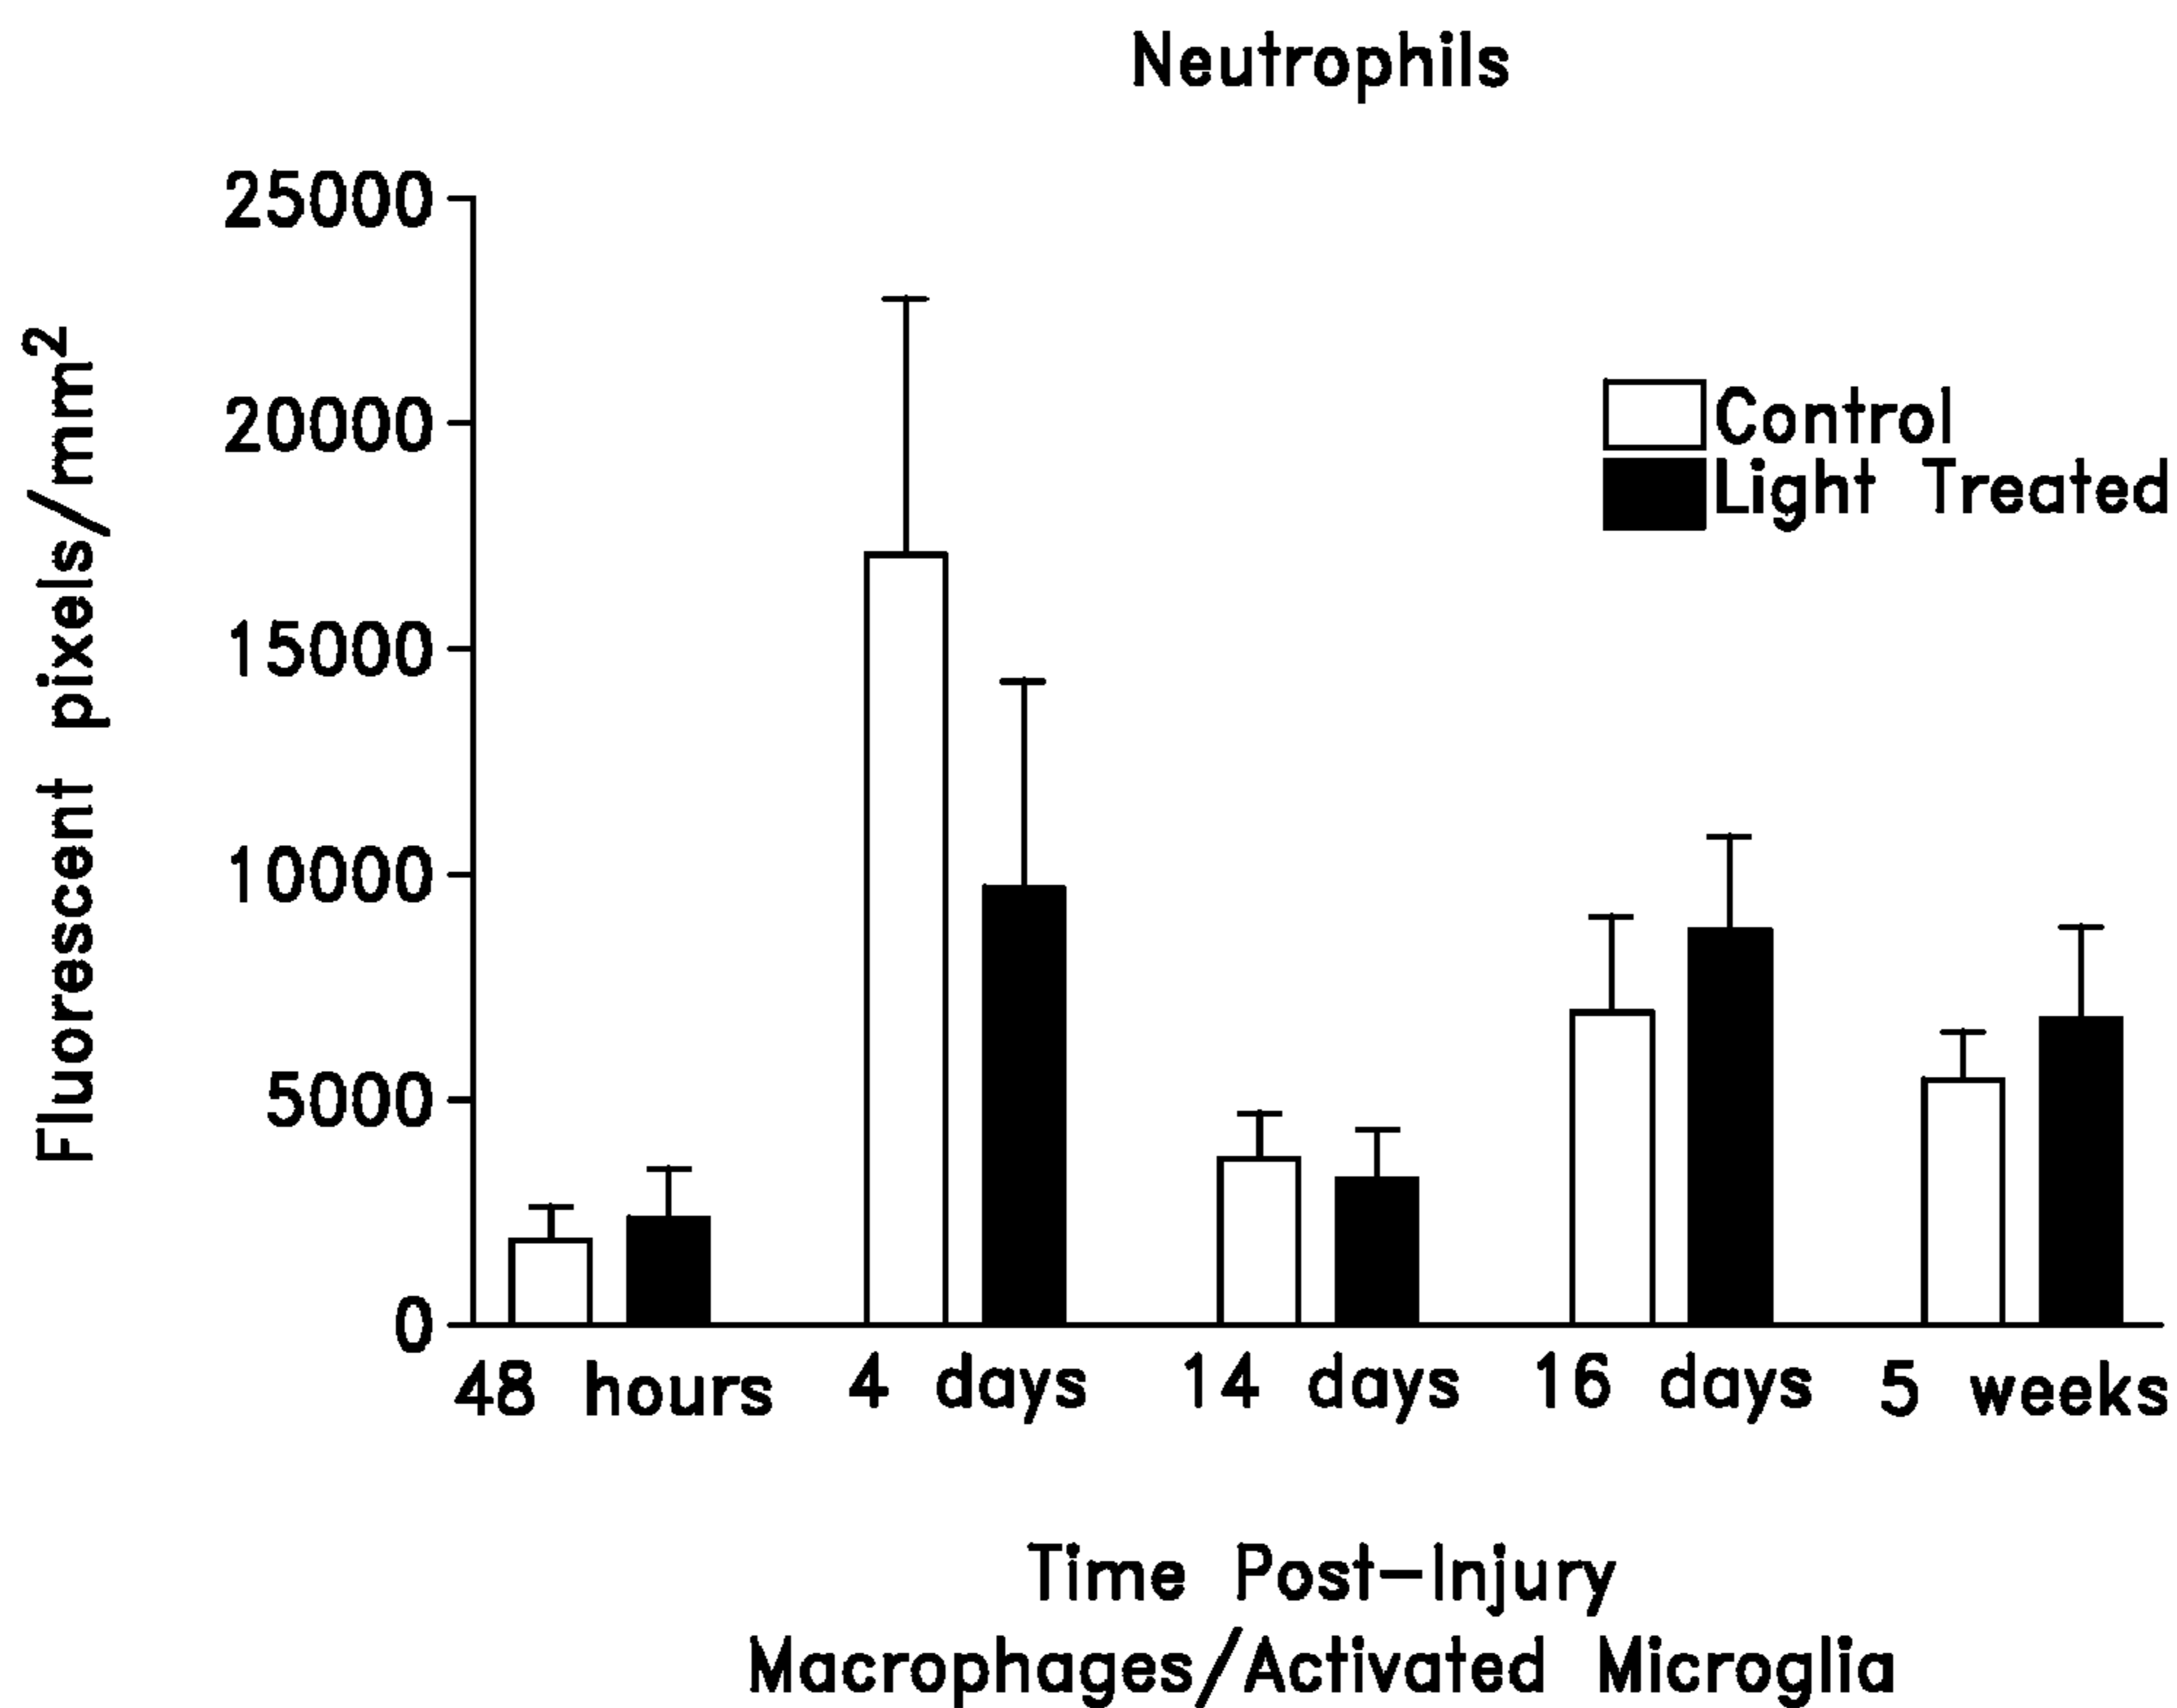 Neutrophils
Fluorescent pixels/mm²
25000
20000
15000
10000
5000
0
Control
Light Treated
48 hours 4 days 14 days 16 days 5 weeks
Time Post-Injury
Macrophages/Activated Microglia